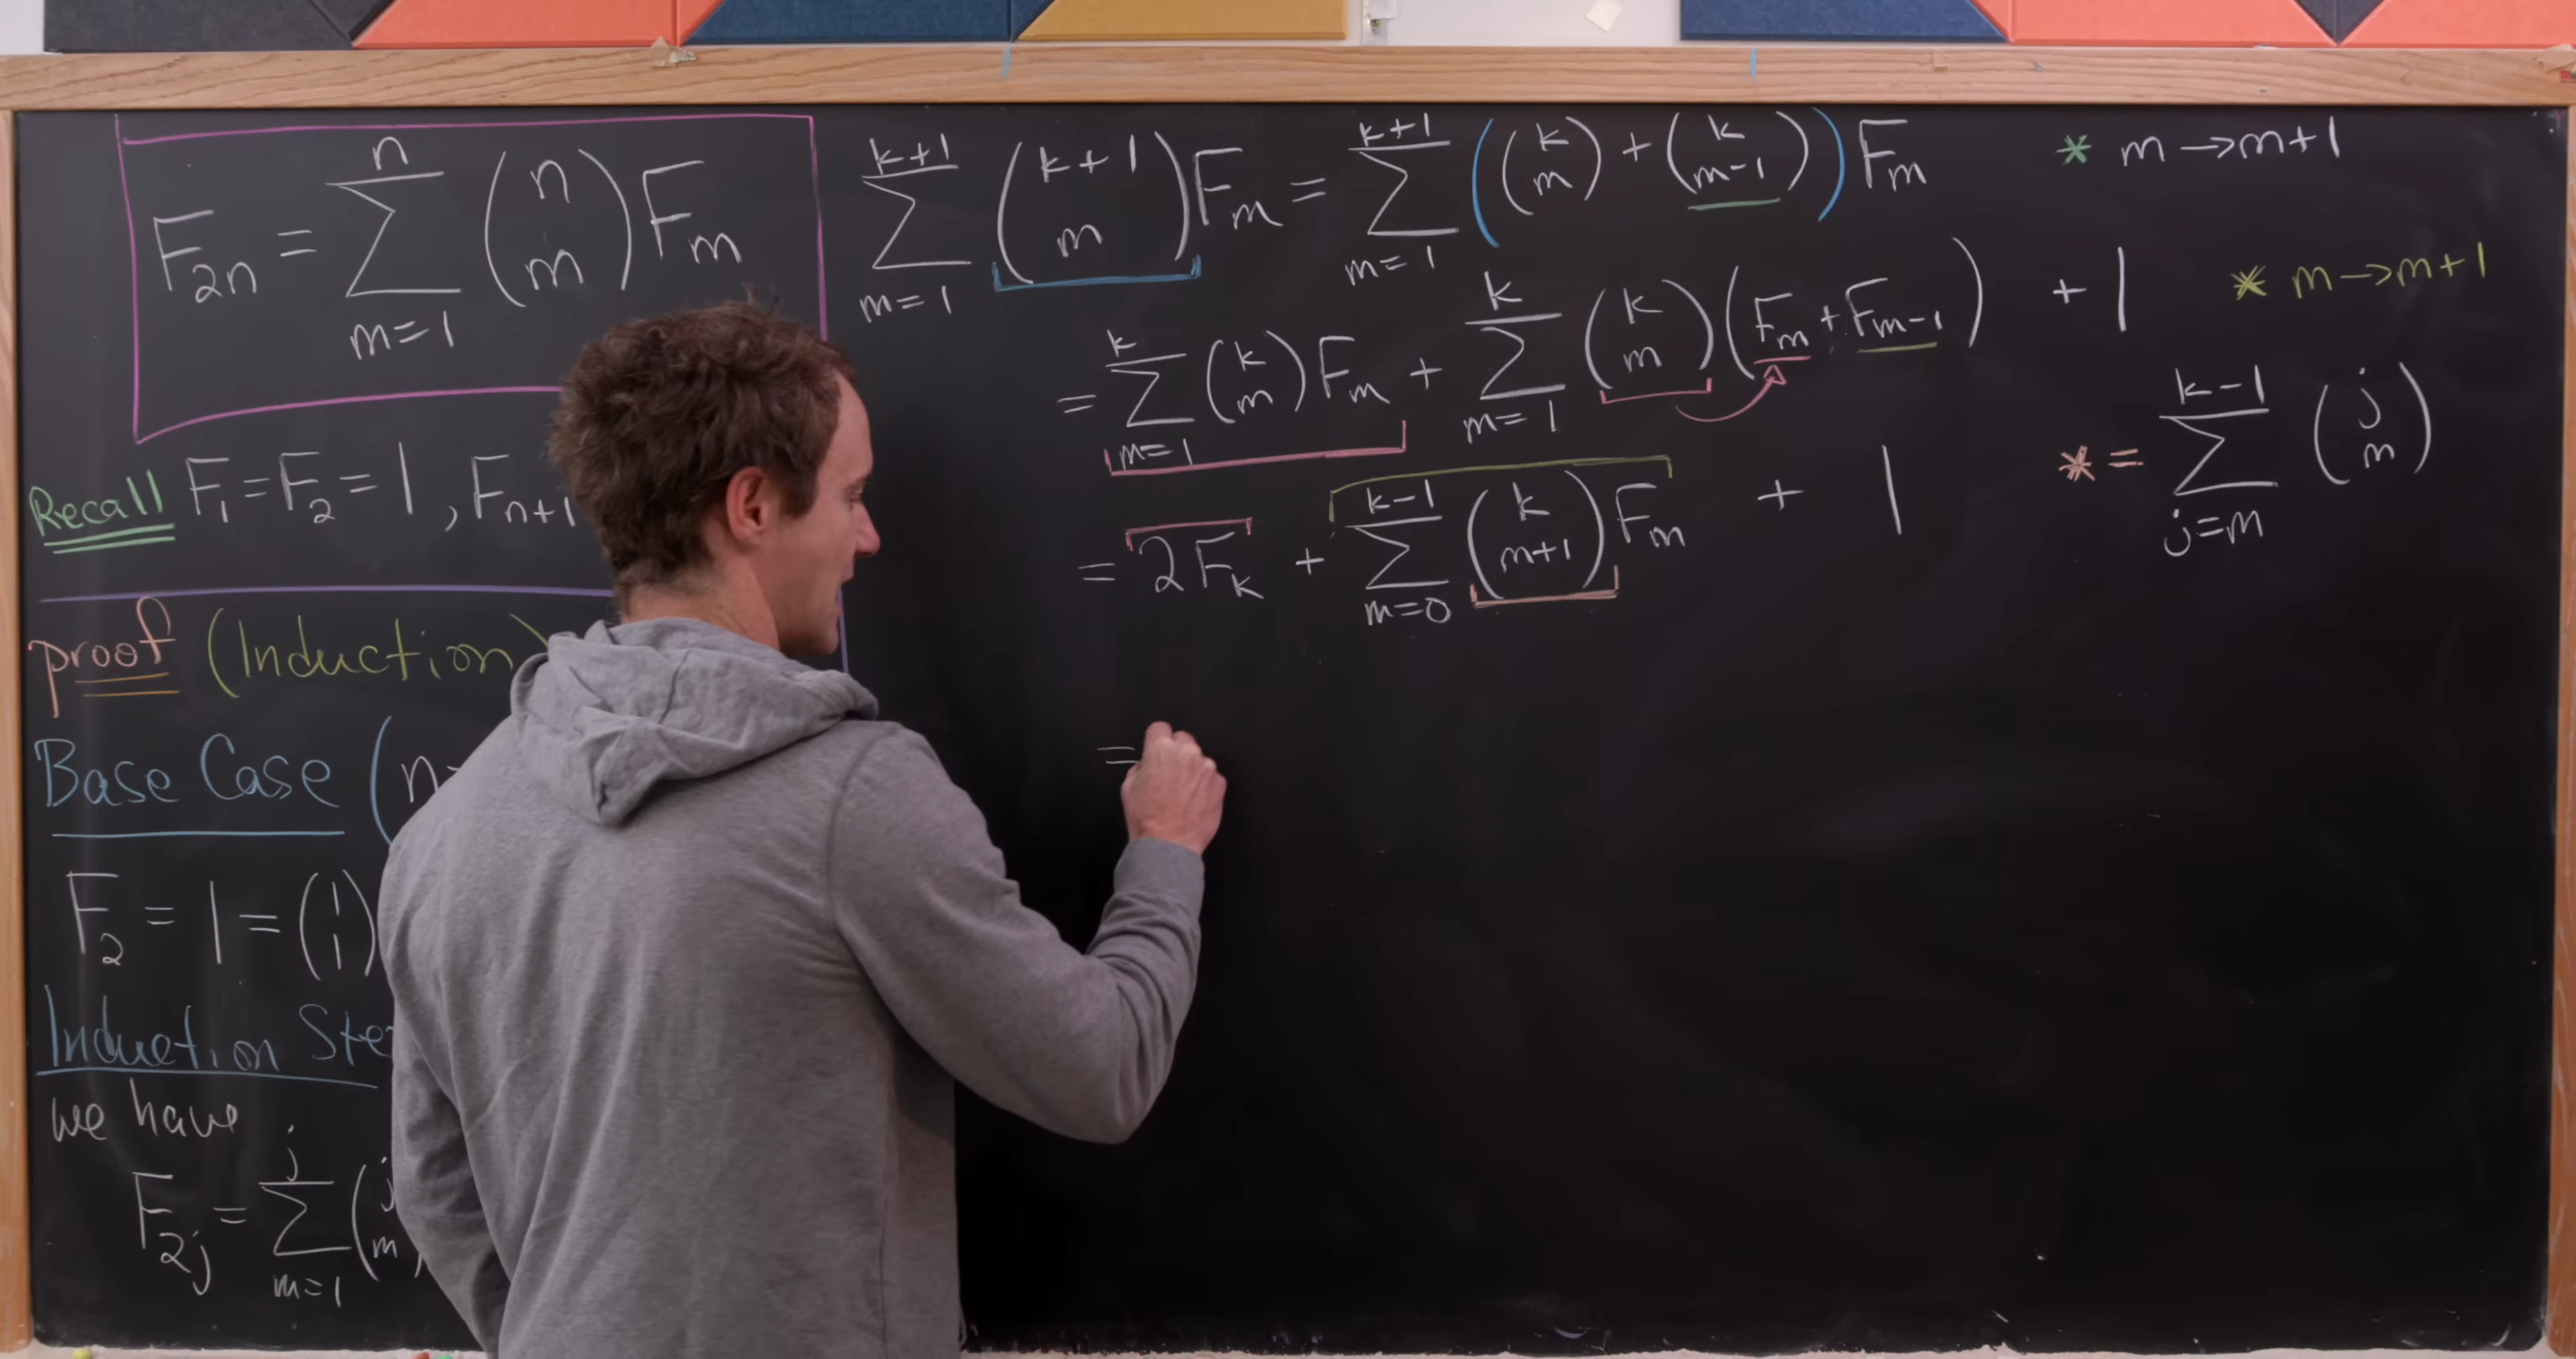 F_{2n} = \sum_{m=1}^{n} \binom{n}{m} F_m
Recall F_1 = F_2 = 1, F_{n+1}
proof (Induction)
Base Case (n
F_2 = 1 = \binom{1}{1}
Induction Ste
we have
F_{2j} = \sum_{m=1}^{j} (
\sum_{m=1}^{k+1} \binom{k+1}{m} F_m = \sum_{m=1}^{k+1} \left( \binom{k}{m} + \binom{k}{m-1} \right) F_m
* m → m+1
= \sum_{m=1}^{k} \binom{k}{m} F_m + \sum_{m=1}^{k} \binom{k}{m} (F_m + F_{m-1}) + 1
* m → m+1
= 2F_k + \sum_{m=0}^{k-1} \binom{k}{m+1} F_m + 1
* = \sum_{j=m}^{k-1} \binom{j}{m}
=